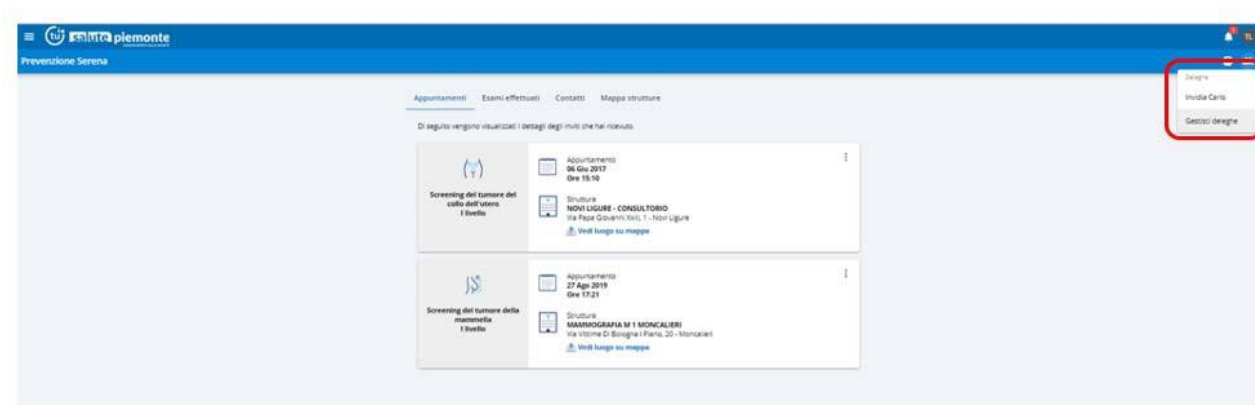 tu salute piemonte
TL
Prevenzione Serena
Deleghe
Invidia Carlo
Gestisci deleghe
Appuntamenti Esami effettuati Contatti Mappa strutture
Di seguito vengono visualizzati i dettagli degli inviti che hai ricevuto.
Screening del tumore del
collo dell'utero
I livello
Appuntamento
06 Giu 2017
Ore 15:10
Struttura
NOVI LIGURE - CONSULTORIO
Via Papa Giovanni Xxiii, 1 - Novi Ligure
Vedi luogo su mappa
Screening del tumore della
mammella
I livello
Appuntamento
27 Ago 2019
Ore 17:21
Struttura
MAMMOGRAFIA M 1 MONCALIERI
Via Vittime Di Bologna I Piano, 20 - Moncalieri
Vedi luogo su mappa